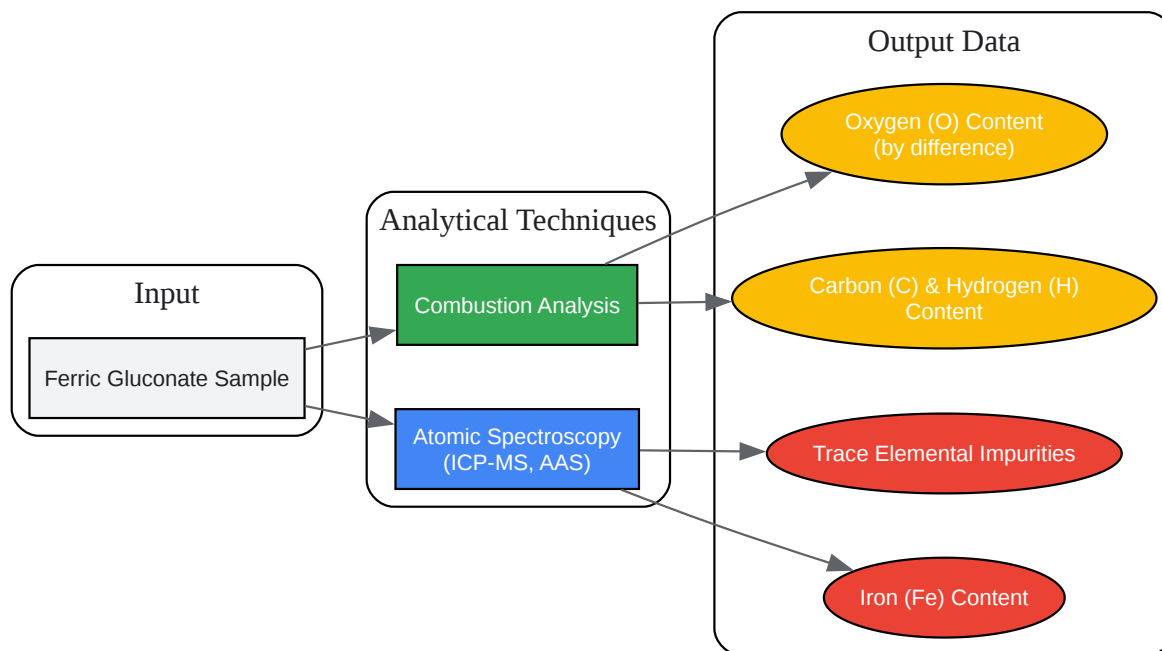 Input
Ferric Gluconate Sample
Analytical Techniques
Combustion Analysis
Atomic Spectroscopy
(ICP-MS, AAS)
Output Data
Oxygen (O) Content
(by difference)
Carbon (C) & Hydrogen (H)
Content
Trace Elemental Impurities
Iron (Fe) Content